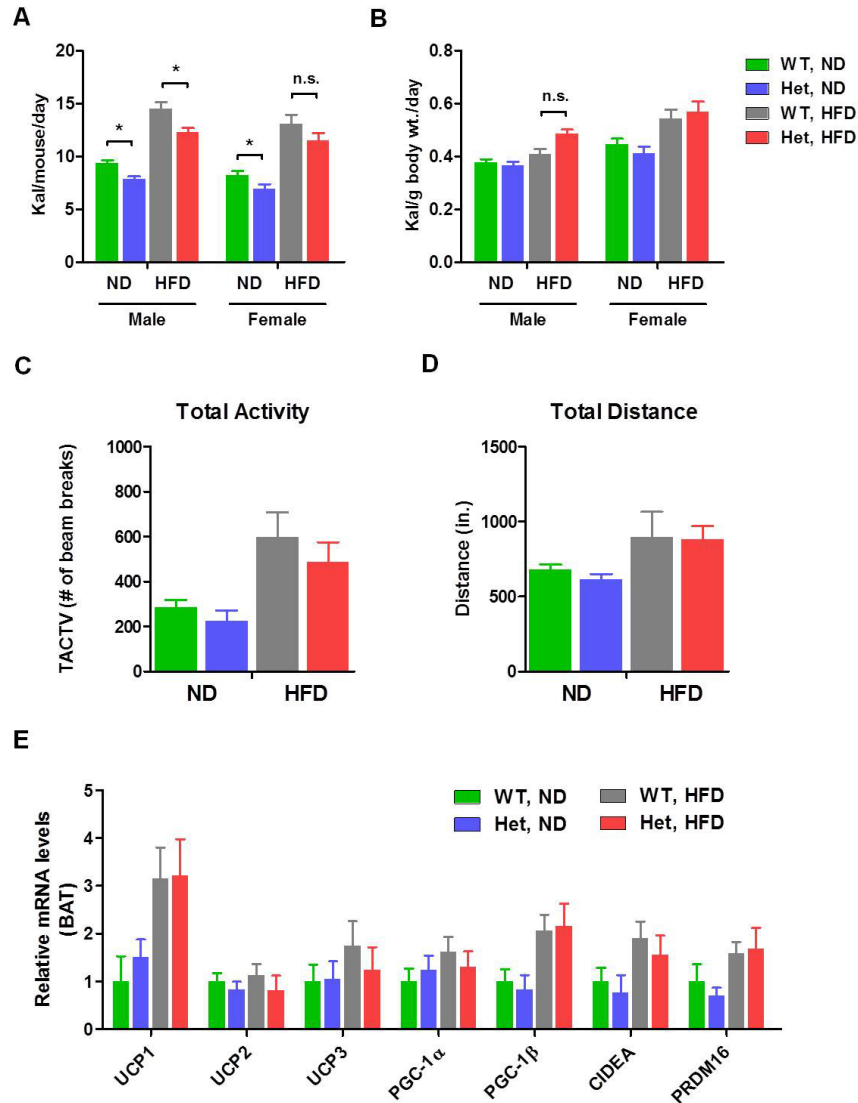 A
Kal/mouse/day
20
15
10
5
0
*
*
*
n.s.
ND HFD ND HFD
Male Female
B
Kal/g body wt./day
0.8
0.6
0.4
0.2
0.0
n.s.
ND HFD ND HFD
Male Female
WT, ND
Het, ND
WT, HFD
Het, HFD
C
Total Activity
TACTV (# of beam breaks)
1000
800
600
400
200
0
ND HFD
D
Total Distance
Distance (in.)
1500
1000
500
0
ND HFD
E
Relative mRNA levels
(BAT)
5
4
3
2
1
0
WT, ND WT, HFD
Het, ND Het, HFD
UCP1 UCP2 UCP3 PGC-1α PGC-1β CIDEA PRDM16